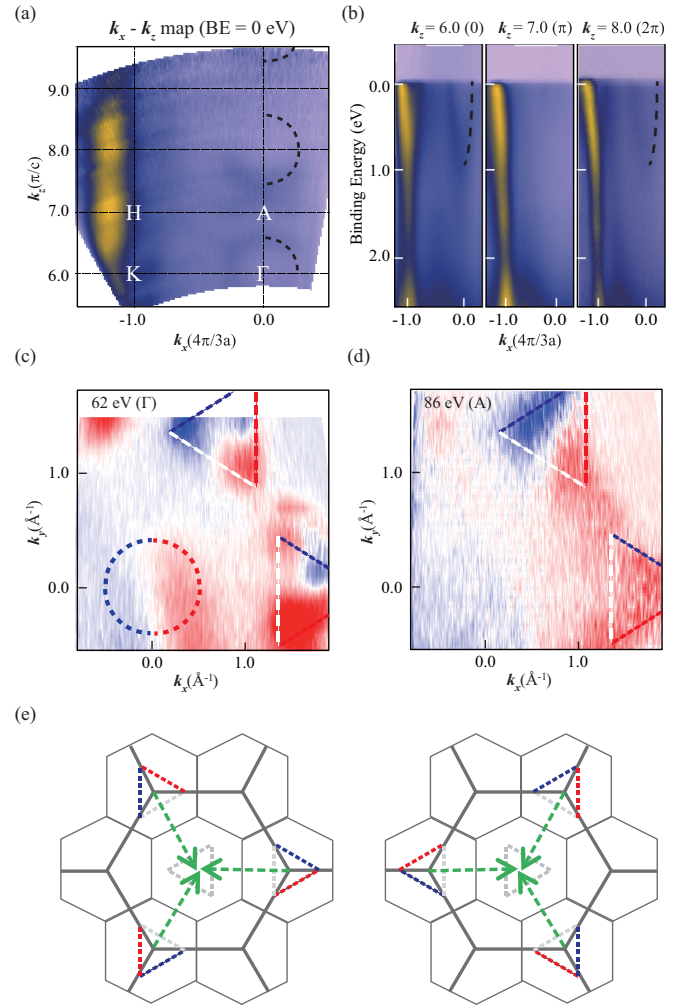 (a)
kx - kz map (BE = 0 eV)
9.0
8.0
7.0
6.0
kz(π/c)
H
A
K
Γ
-1.0
0.0
kx(4π/3a)
(b)
kz = 6.0 (0)
kz = 7.0 (π)
kz = 8.0 (2π)
0.0
1.0
2.0
Binding Energy (eV)
-1.0
0.0
-1.0
0.0
-1.0
0.0
kx(4π/3a)
(c)
62 eV (Γ)
1.0
0.0
ky(Å⁻¹)
0.0
1.0
kx(Å⁻¹)
(d)
86 eV (A)
1.0
0.0
ky(Å⁻¹)
0.0
1.0
kx(Å⁻¹)
(e)